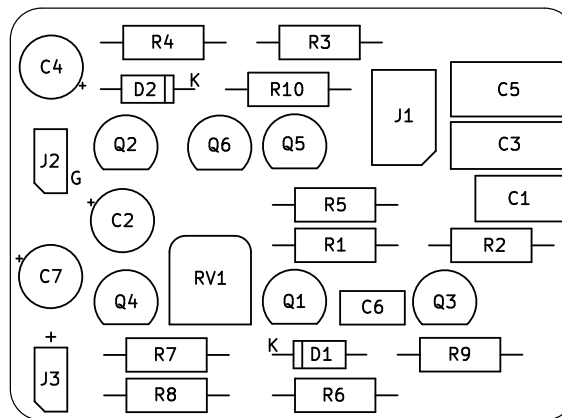 C4
+
R4
R3
D2
K
R10
J1
C5
C3
J2
G
Q2
Q6
Q5
+
C2
R5
C1
R1
R2
+
C7
Q4
RV1
Q1
C6
Q3
+
J3
R7
K
D1
R9
R8
R6